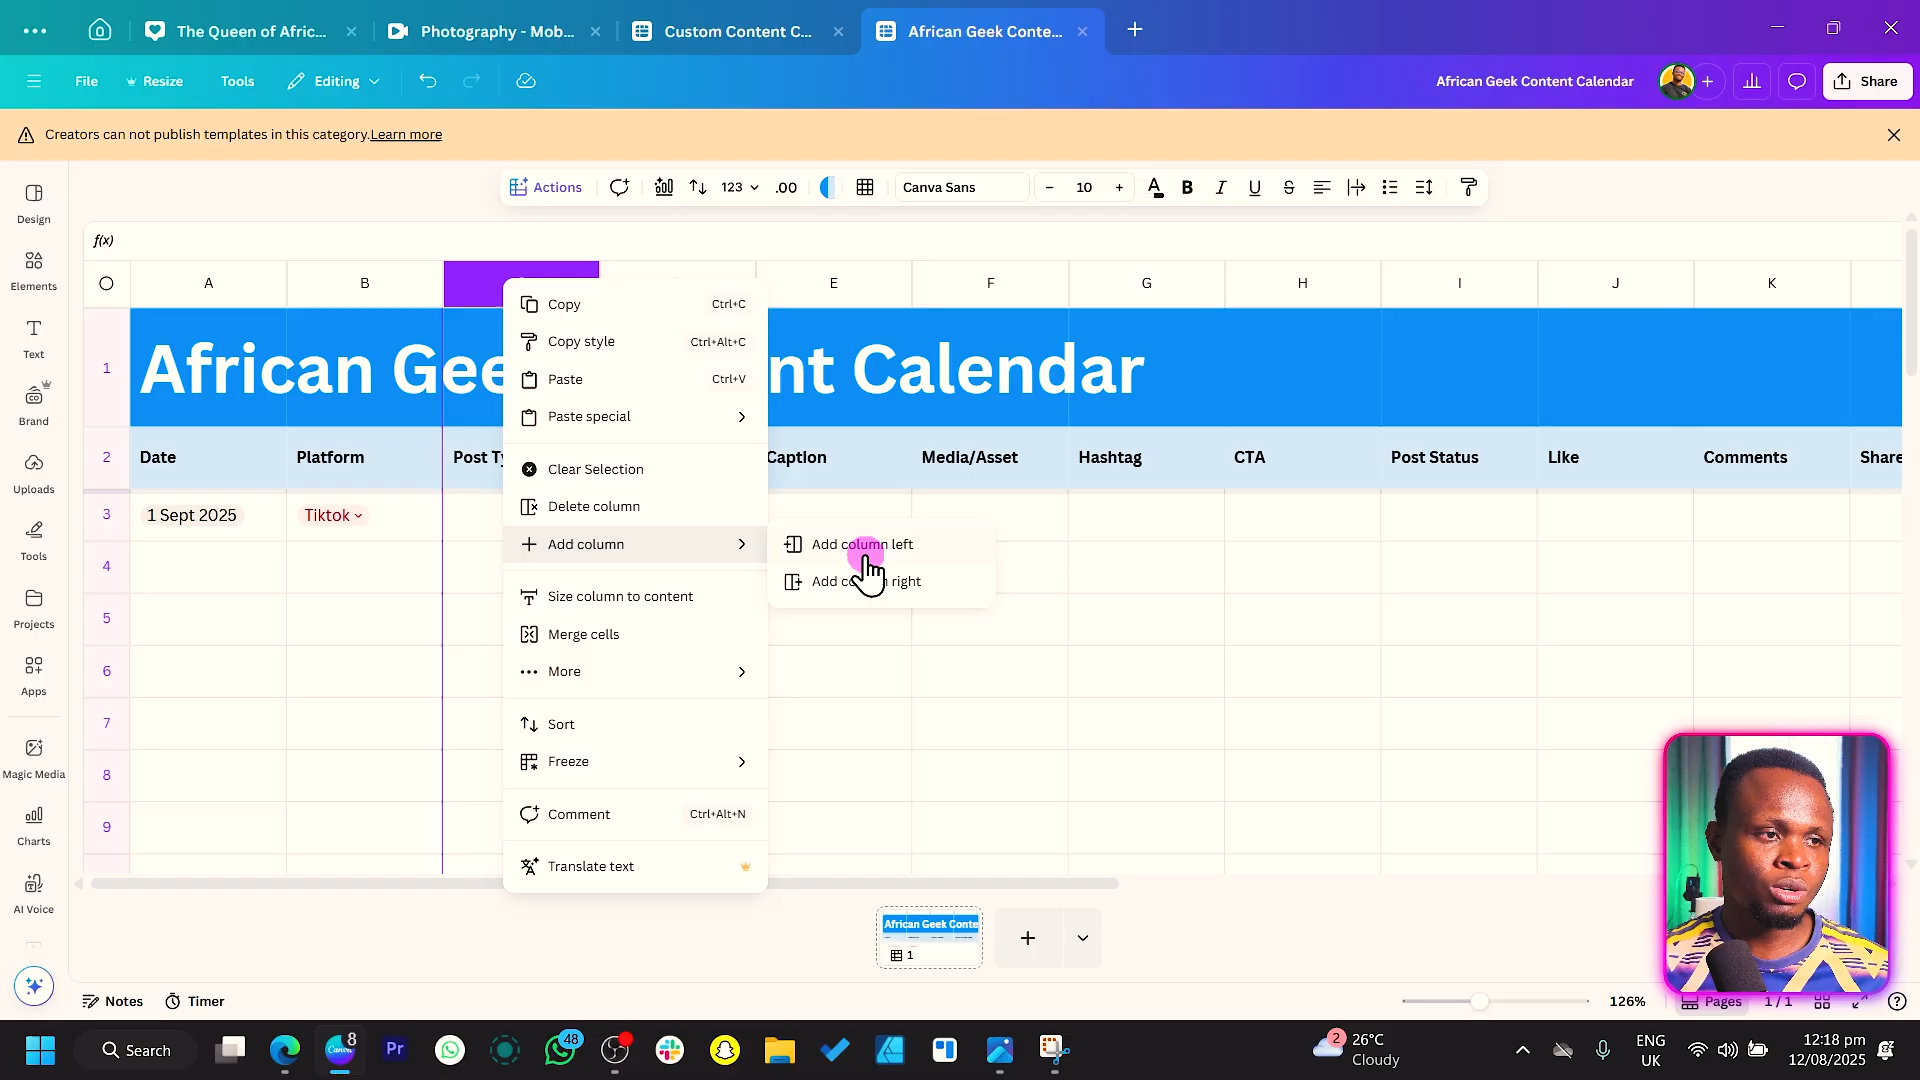 The Queen of Afric...
Photography - Mob...
Custom Content C...
African Geek Conte...
File
Resize
Tools
Editing
African Geek Content Calendar
Share
Creators can not publish templates in this category. Learn more
Actions
123
.00
Canva Sans
10
B
I
U
S
Design
Elements
Text
Brand
Uploads
Tools
Projects
Apps
Magic Media
Charts
AI Voice
f(x)
A
B
E
F
G
H
I
J
K
1
African Gee
nt Calendar
2
Date
Platform
Post Ty
Caption
Media/Asset
Hashtag
CTA
Post Status
Like
Comments
Share
3
1 Sept 2025
Tiktok
4
5
6
7
8
9
Copy
Ctrl+C
Copy style
Ctrl+Alt+C
Paste
Ctrl+V
Paste special
Clear Selection
Delete column
Add column
Add column left
Add co
right
Size column to content
Merge cells
More
Sort
Freeze
Comment
Ctrl+Alt+N
Translate text
African Geek Conte
1
Notes
Timer
126%
Pages
1 / 1
Search
8
Canva
Pr
48
2
26°C
Cloudy
ENG
UK
12:18 pm
12/08/2025